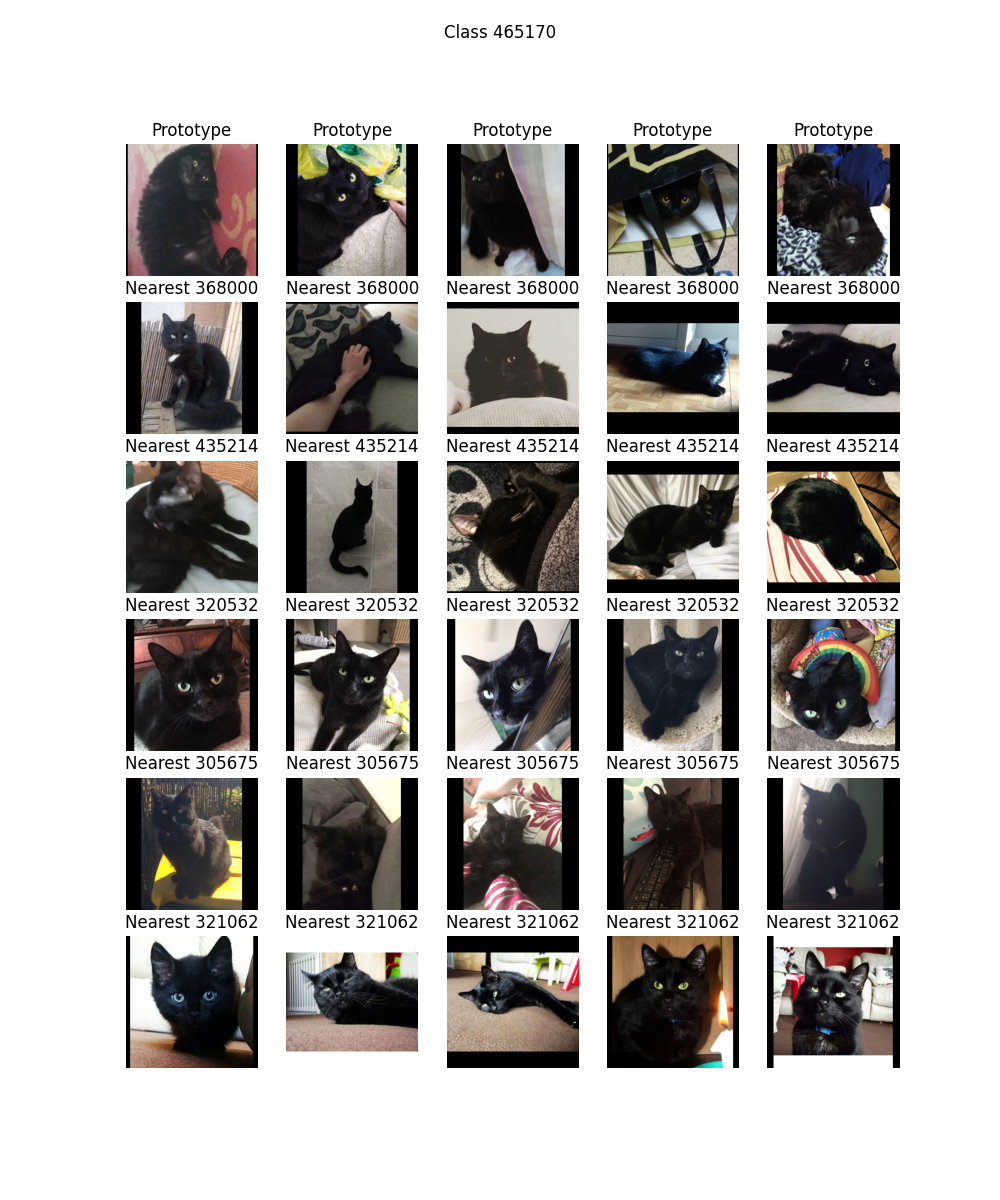 Class 465170
Prototype Prototype Prototype Prototype Prototype
Nearest 368000 Nearest 368000 Nearest 368000 Nearest 368000 Nearest 368000
Nearest 435214 Nearest 435214 Nearest 435214 Nearest 435214 Nearest 435214
Nearest 320532 Nearest 320532 Nearest 320532 Nearest 320532 Nearest 320532
Nearest 305675 Nearest 305675 Nearest 305675 Nearest 305675 Nearest 305675
Nearest 321062 Nearest 321062 Nearest 321062 Nearest 321062 Nearest 321062